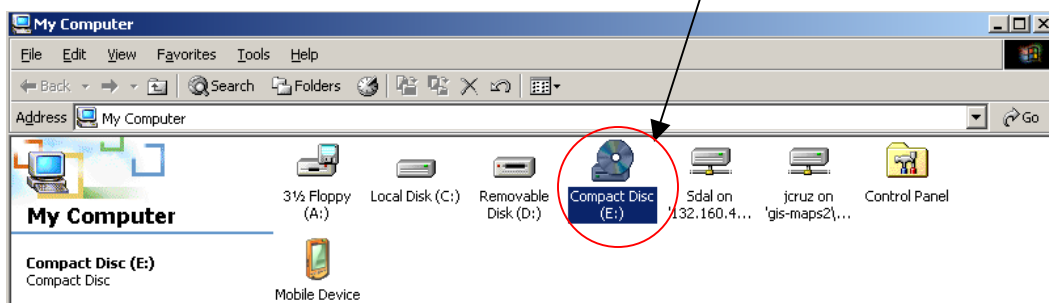 My Computer
File Edit View Favorites Tools Help
Back Search Folders
Address My Computer Go
My Computer
Compact Disc (E:)
Compact Disc
3½ Floppy (A:)
Local Disk (C:)
Removable Disk (D:)
Compact Disc (E:)
Sdal on '132.160.4...
jcruz on 'gis-maps2\...
Control Panel
Mobile Device